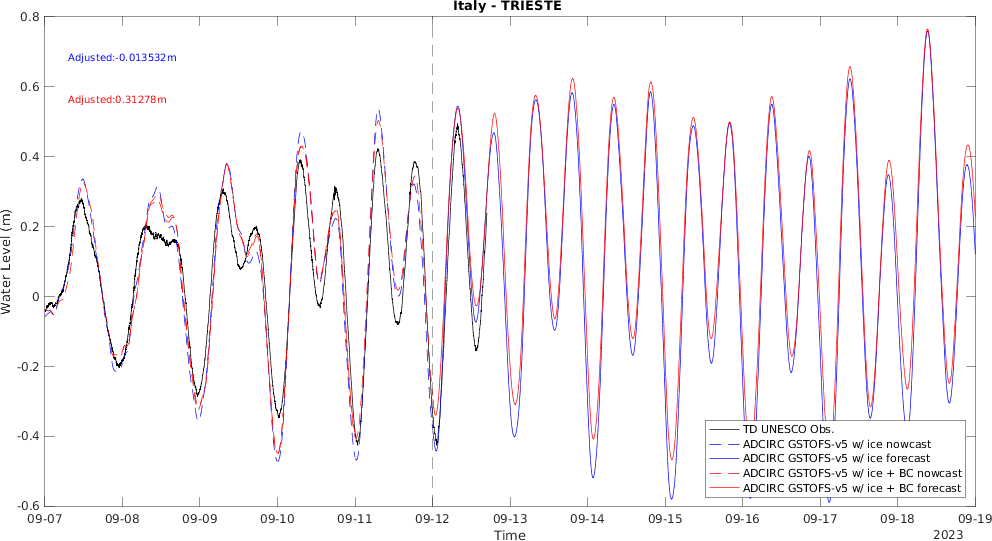 Italy - TRIESTE
Adjusted:-0.013532m
Adjusted:0.31278m
Water Level (m)
0.8
0.6
0.4
0.2
0
-0.2
-0.4
-0.6
TD UNESCO Obs.
ADCIRC GSTOFS-v5 w/ ice nowcast
ADCIRC GSTOFS-v5 w/ ice forecast
ADCIRC GSTOFS-v5 w/ ice + BC nowcast
ADCIRC GSTOFS-v5 w/ ice + BC forecast
09-07 09-08 09-09 09-10 09-11 09-12 09-13 09-14 09-15 09-16 09-17 09-18 09-19
Time
2023